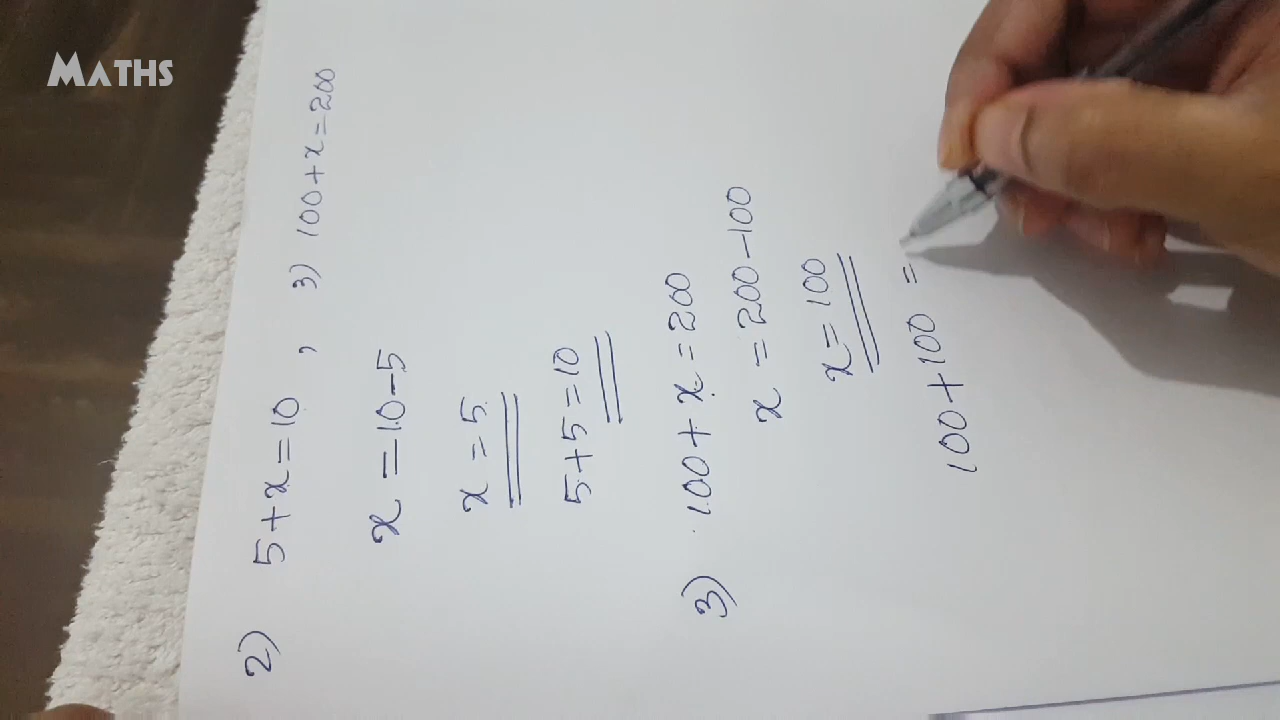 MATHS
2) 5+x=10 , 3) 100+x=200
x=10-5
x=5
5+5=10
3) 100+x=200
x=200-100
x=100
100+100 =